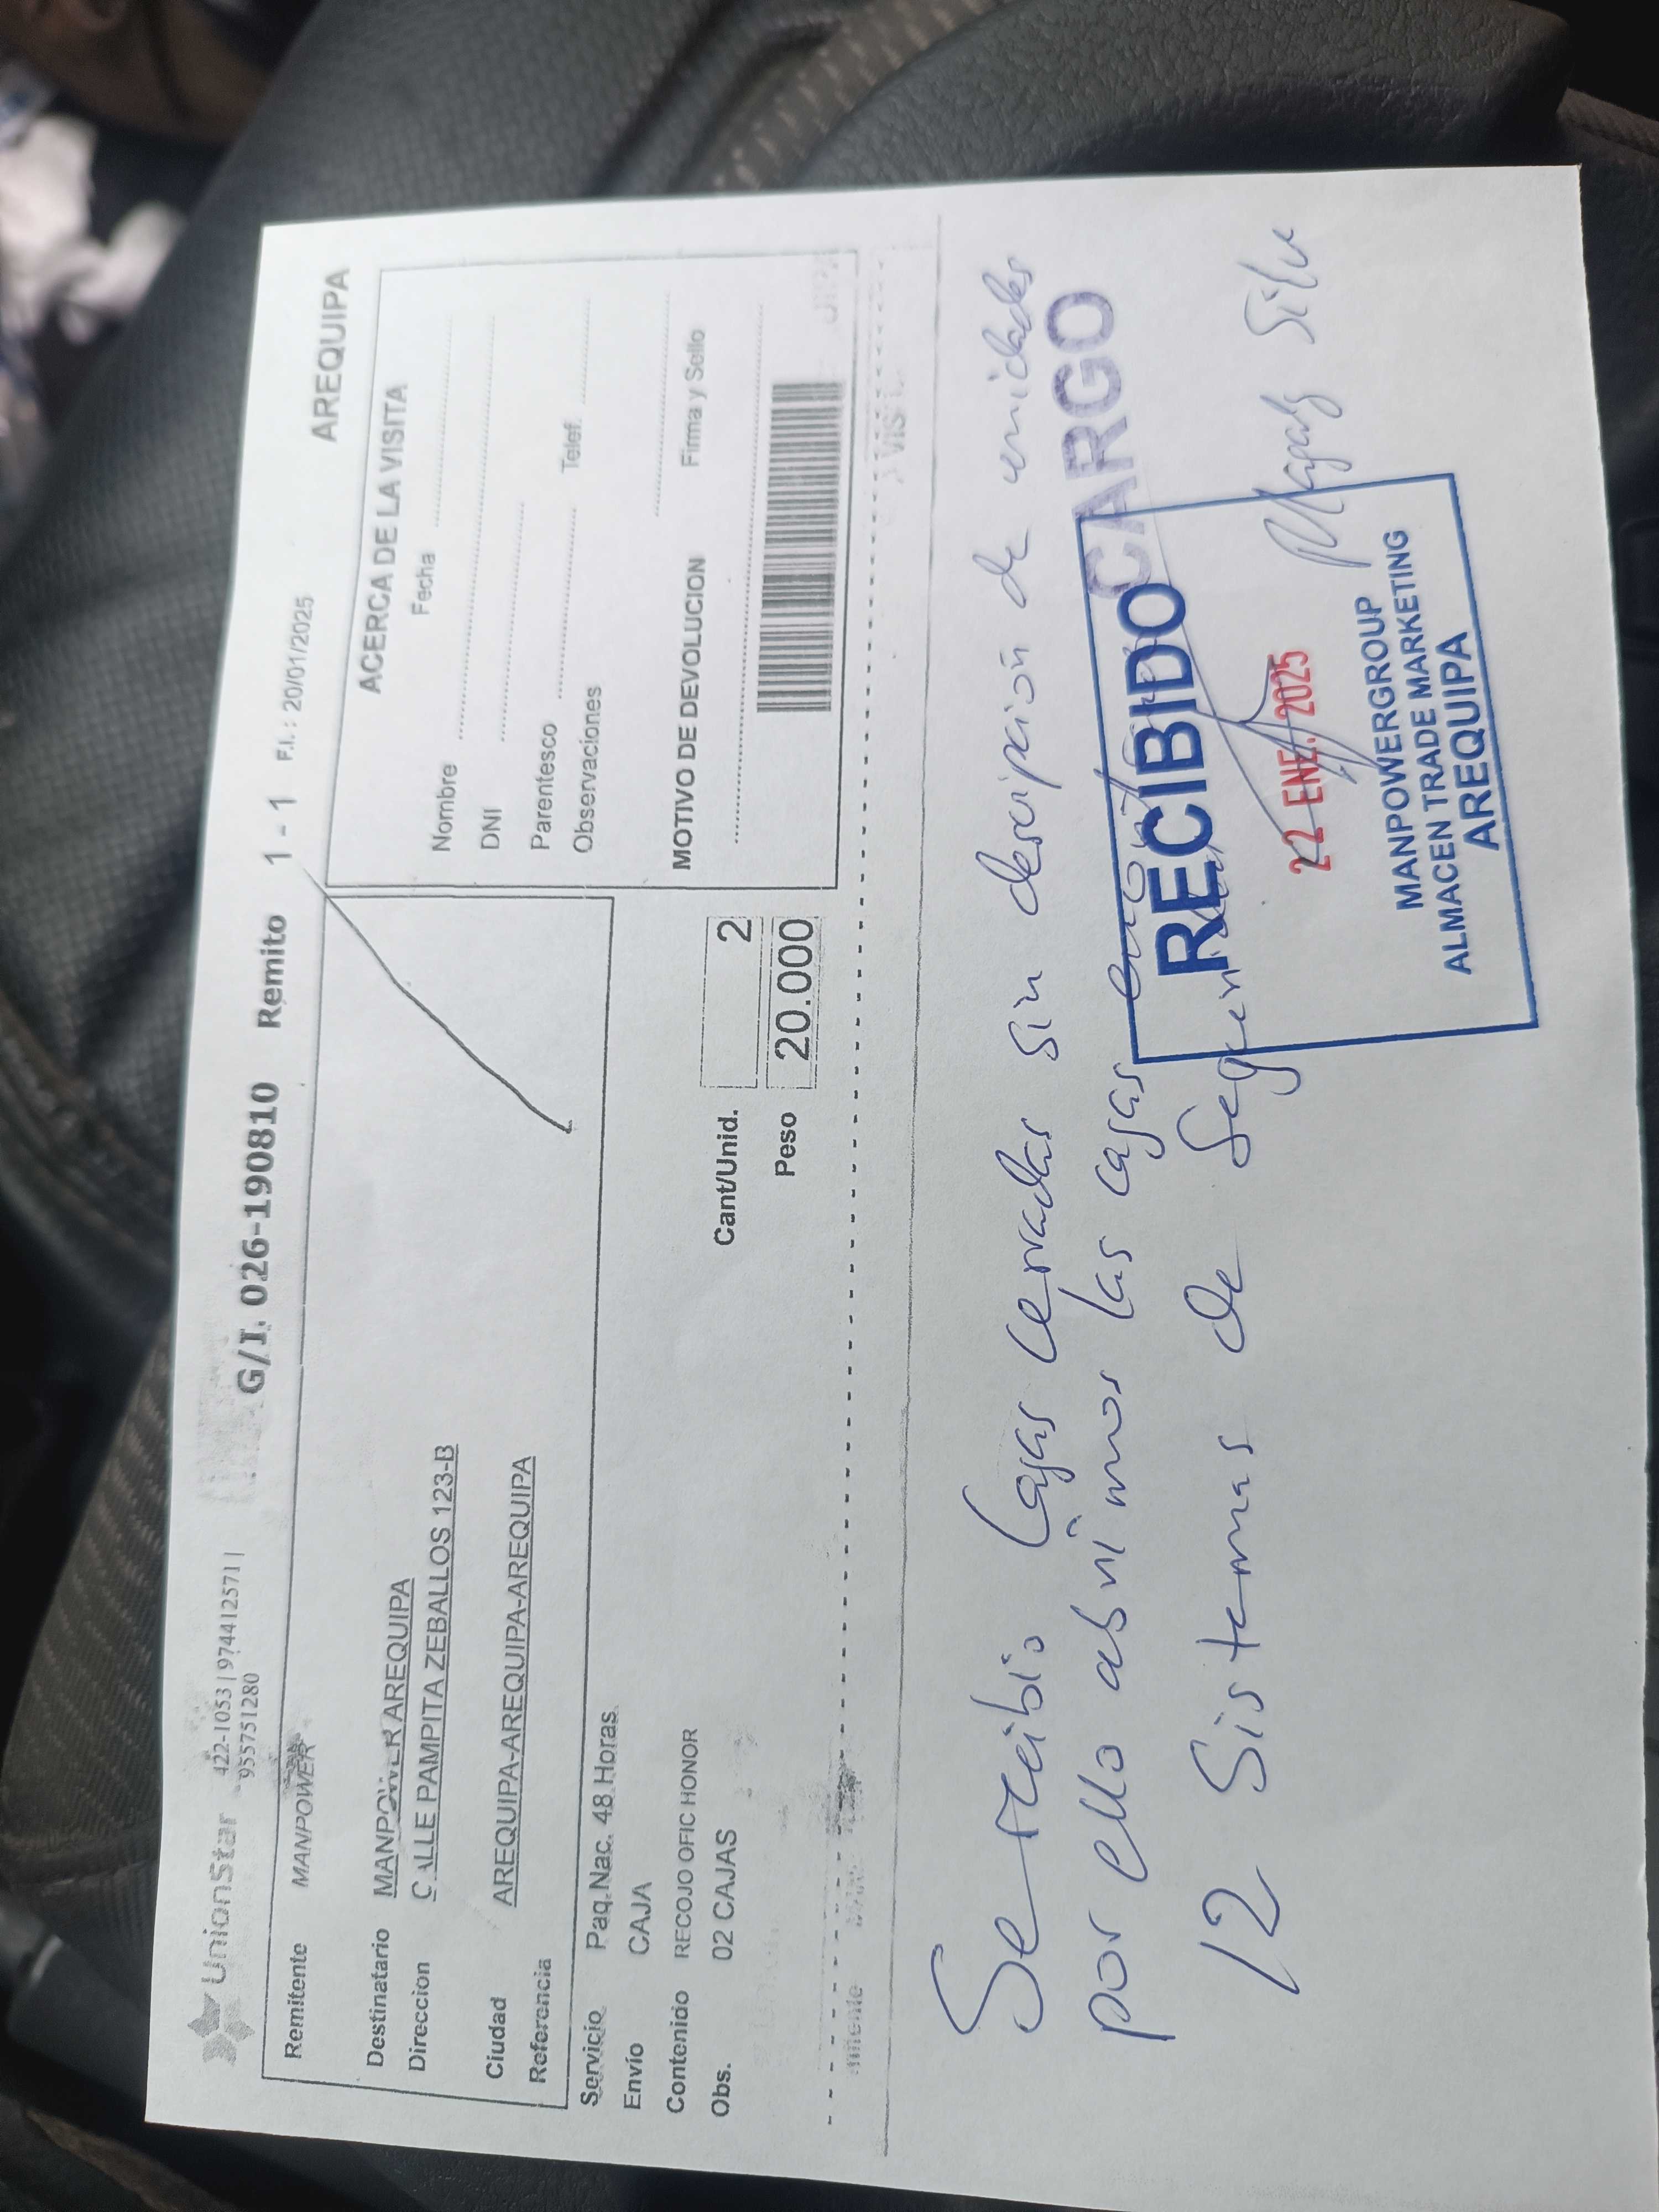 UnionStar 422-1053 | 974412571 |
955751280
G/I. 026-190810 Remito 1 - 1 F.I. : 20/01/2025 AREQUIPA
Remitente MANPOWER
Destinatario MANPOWER AREQUIPA
Direccion CALLE PAMPITA ZEBALLOS 123-B
Ciudad AREQUIPA-AREQUIPA-AREQUIPA
Referencia
Servicio Paq.Nac. 48 Horas
Envío CAJA
Contenido RECOJO OFIC HONOR
Obs. 02 CAJAS
Cant/Unid. 2
Peso 20.000
ACERCA DE LA VISITA
Fecha
Nombre
DNI
Parentesco
Observaciones Telef.
Firma y Sello
MOTIVO DE DEVOLUCION
Se recibio Cajas cerradas sin descripción de unidades
por ello abrimos las cajas
12 Sistemas de
CARGO
RECIBIDO
22 ENE. 2025
MANPOWERGROUP
ALMACEN TRADE MARKETING
AREQUIPA